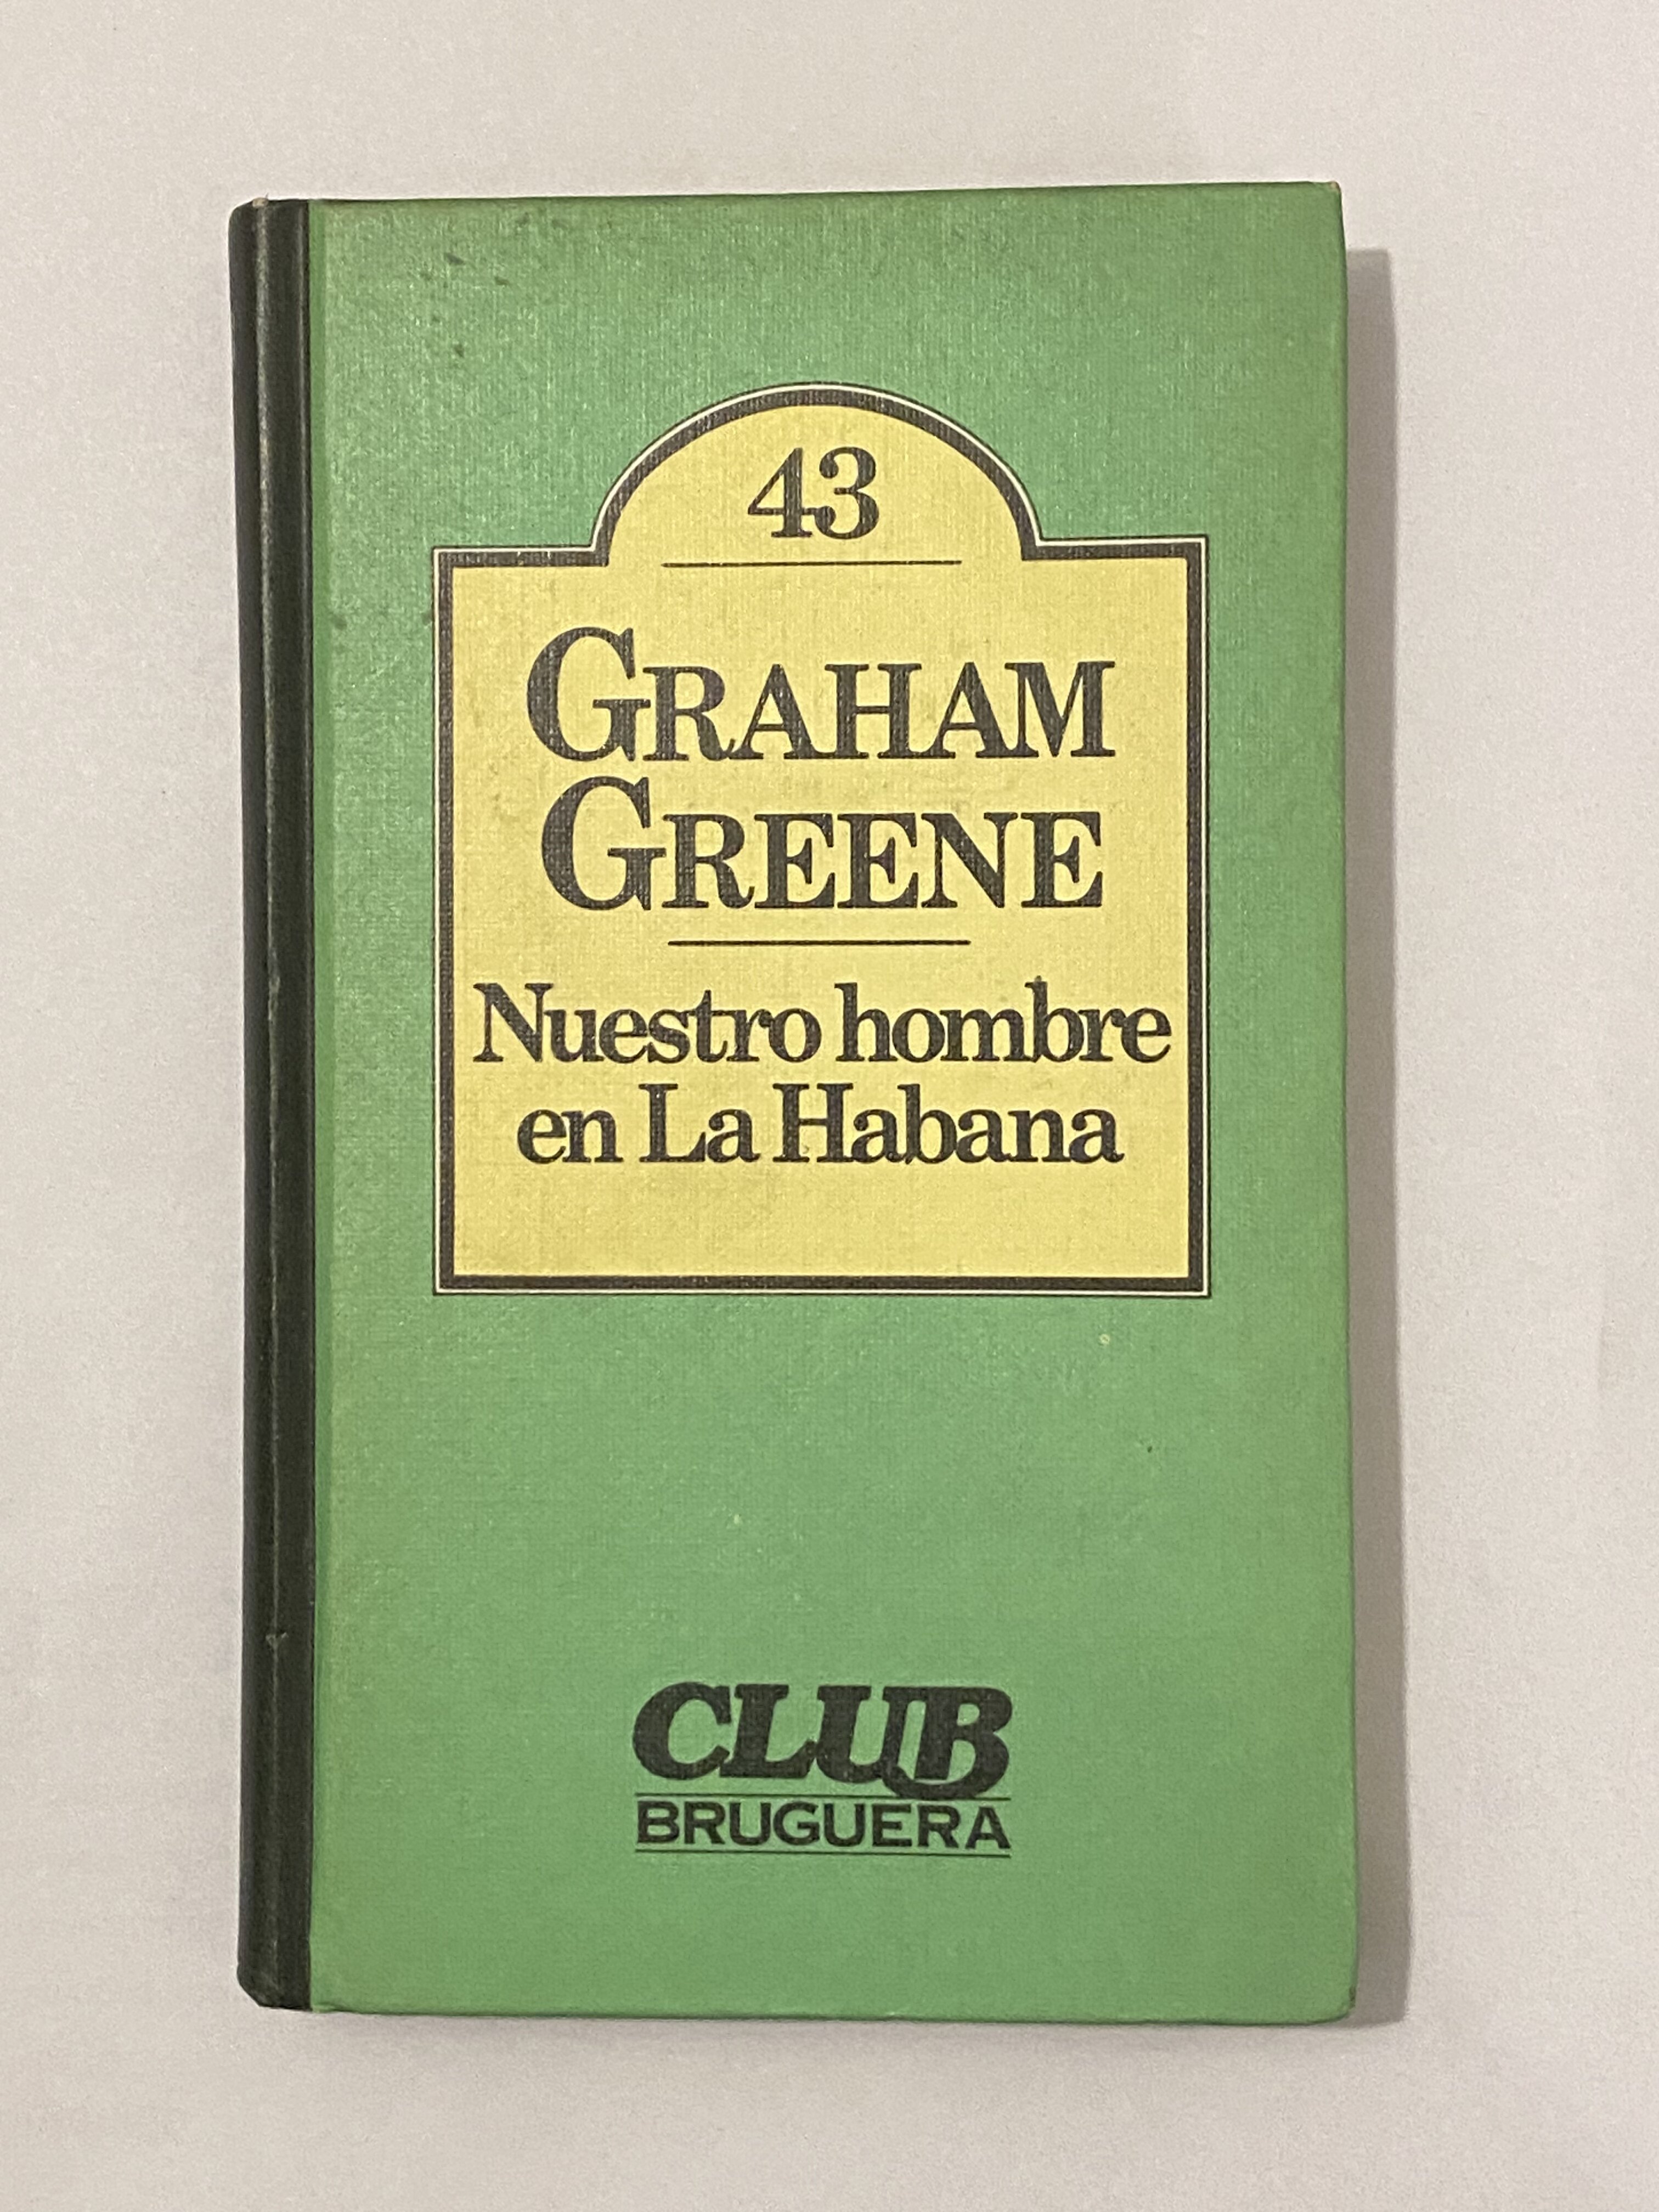 43
GRAHAM
GREENE
Nuestro hombre
en La Habana
CLUB
BRUGUERA